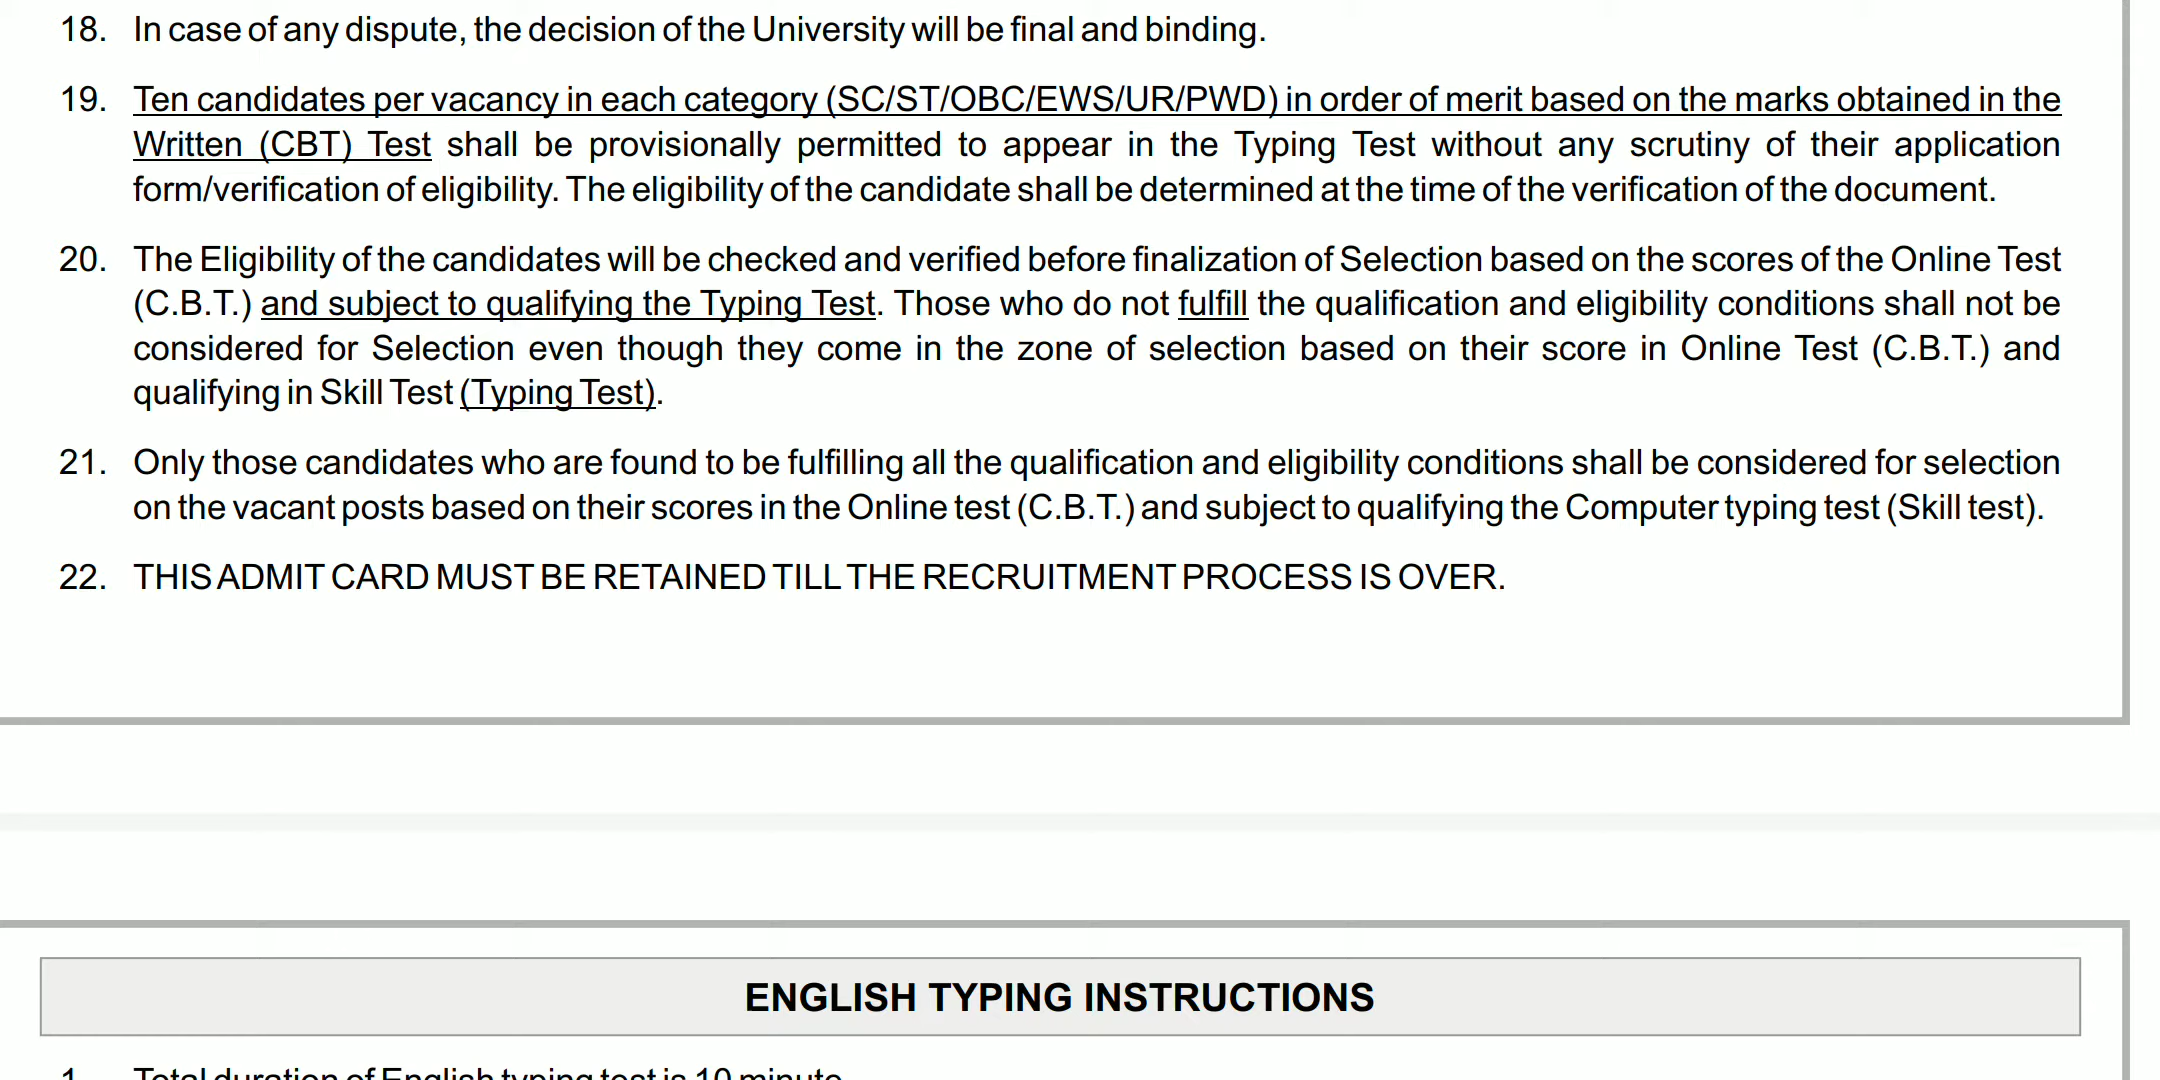 18. In case of any dispute, the decision of the University will be final and binding.
19. Ten candidates per vacancy in each category (SC/ST/OBC/EWS/UR/PWD) in order of merit based on the marks obtained in the
Written (CBT) Test shall be provisionally permitted to appear in the Typing Test without any scrutiny of their application
form/verification of eligibility. The eligibility of the candidate shall be determined at the time of the verification of the document.
20. The Eligibility of the candidates will be checked and verified before finalization of Selection based on the scores of the Online Test
(C.B.T.) and subject to qualifying the Typing Test. Those who do not fulfill the qualification and eligibility conditions shall not be
considered for Selection even though they come in the zone of selection based on their score in Online Test (C.B.T.) and
qualifying in Skill Test (Typing Test).
21. Only those candidates who are found to be fulfilling all the qualification and eligibility conditions shall be considered for selection
on the vacant posts based on their scores in the Online test (C.B.T.) and subject to qualifying the Computer typing test (Skill test).
22. THIS ADMIT CARD MUST BE RETAINED TILL THE RECRUITMENT PROCESS IS OVER.
ENGLISH TYPING INSTRUCTIONS
1. Total duration of English typing test is 10 minute